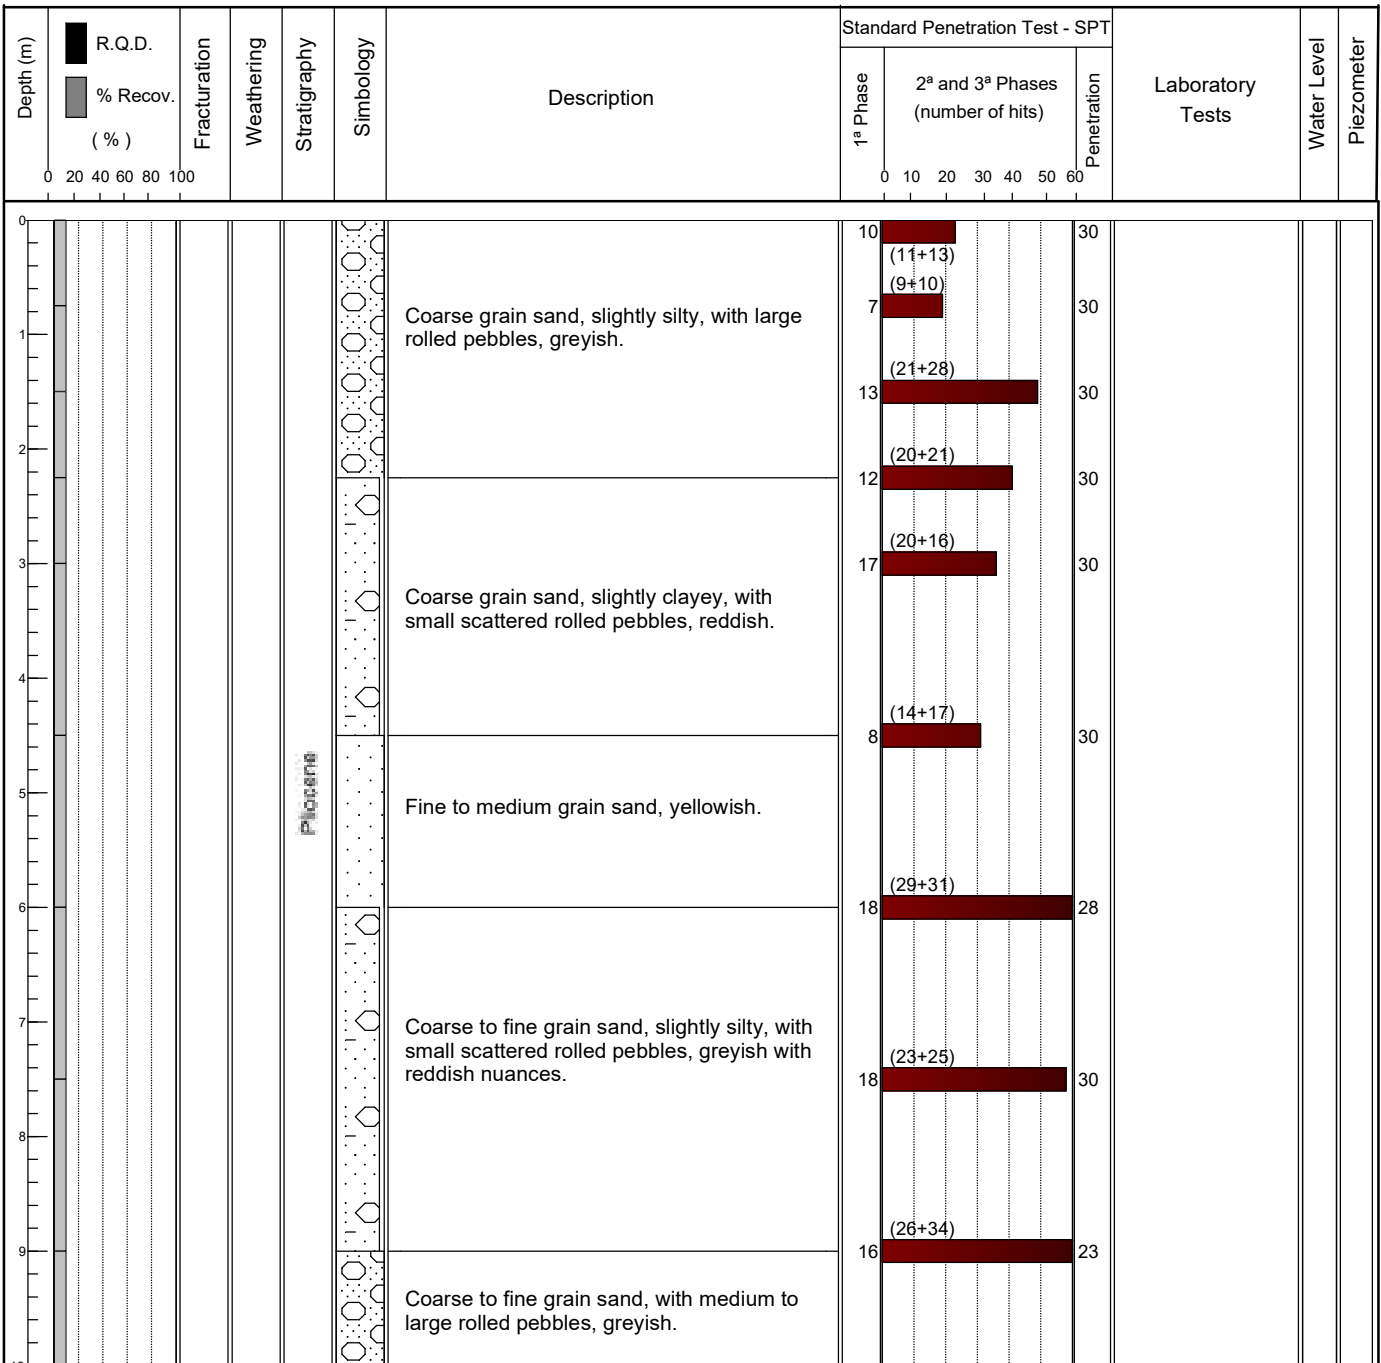 Depth (m)
R.Q.D.
% Recov.
( % )
0 20 40 60 80 100
Fracturation
Weathering
Stratigraphy
Simbology
Description
Standard Penetration Test - SPT
1ª Phase
2ª and 3ª Phases
(number of hits)
0 10 20 30 40 50 60
Penetration
Laboratory
Tests
Water Level
Piezometer
0
10
(11+13)
30
(9+10)
7
30
1
Coarse grain sand, slightly silty, with large
rolled pebbles, greyish.
(21+28)
13
30
2
(20+21)
12
30
(20+16)
17
30
3
Coarse grain sand, slightly clayey, with
small scattered rolled pebbles, reddish.
4
(14+17)
8
30
Pliocene
5
Fine to medium grain sand, yellowish.
(29+31)
6
18
28
7
Coarse to fine grain sand, slightly silty, with
small scattered rolled pebbles, greyish with
reddish nuances.
(23+25)
18
30
8
(26+34)
9
16
23
Coarse to fine grain sand, with medium to
large rolled pebbles, greyish.